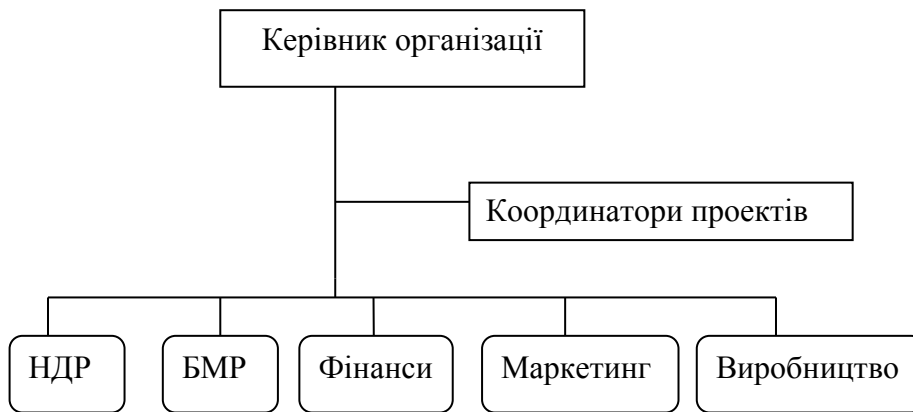 Керівник організації
Координатори проектів
НДР
БМР
Фінанси
Маркетинг
Виробництво